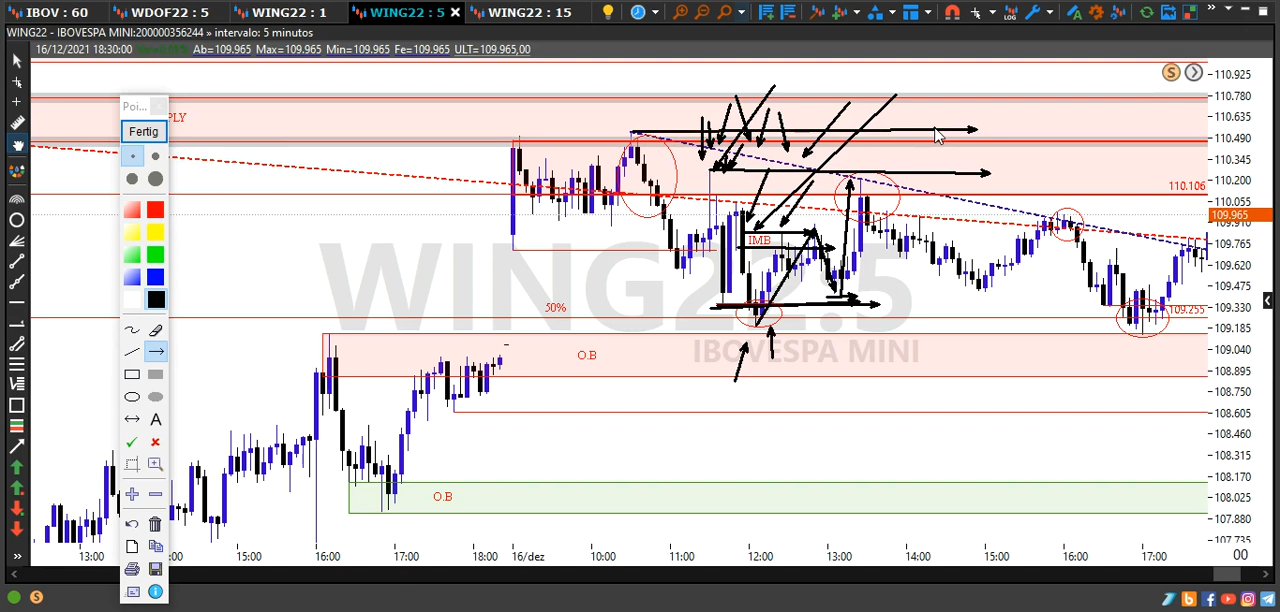 IBOV : 60 WDOF22 : 5 WING22 : 1 WING22 : 5 WING22 : 15
WING22 - IBOVESPA MINI:200000356244 » intervalo: 5 minutos
16/12/2021 18:30:00 Ab=109.965 Max=109.965 Min=109.965 Fe=109.965 ULT=109.965,00
Poi...
Fertig
PLY
110.925
110.780
110.635
110.490
110.345
110.200
110.106
110.055
109.965
109.910
109.765
109.620
109.475
109.330
109.255
109.185
109.040
108.895
108.750
108.605
108.460
108.315
108.170
108.025
107.880
107.735
IMB
WING22:5
IBOVESPA MINI
50%
O.B
O.B
A
13:00 :00 15:00 16:00 17:00 18:00 16/dez 10:00 11:00 12:00 13:00 14:00 15:00 16:00 17:00 00
LOG
S
S